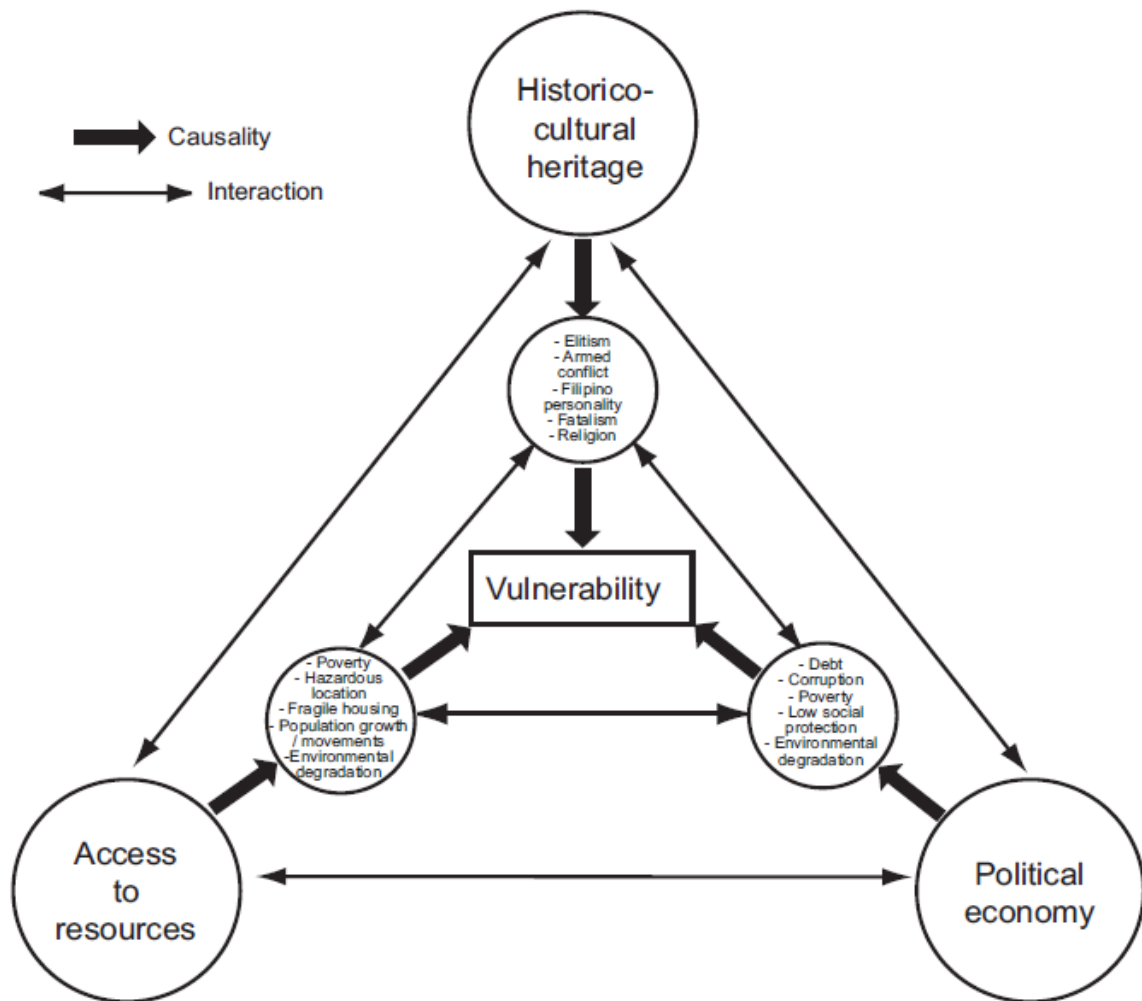 Historico-
cultural
heritage
Causality
Interaction
- Elitism
- Armed
conflict
- Filipino
personality
- Fatalism
- Religion
Vulnerability
- Poverty
- Hazardous
location
- Fragile housing
- Population growth
/ movements
-Environmental
degradation
- Debt
- Corruption
- Poverty
- Low social
protection
- Environmental
degradation
Access
to
resources
Political
economy